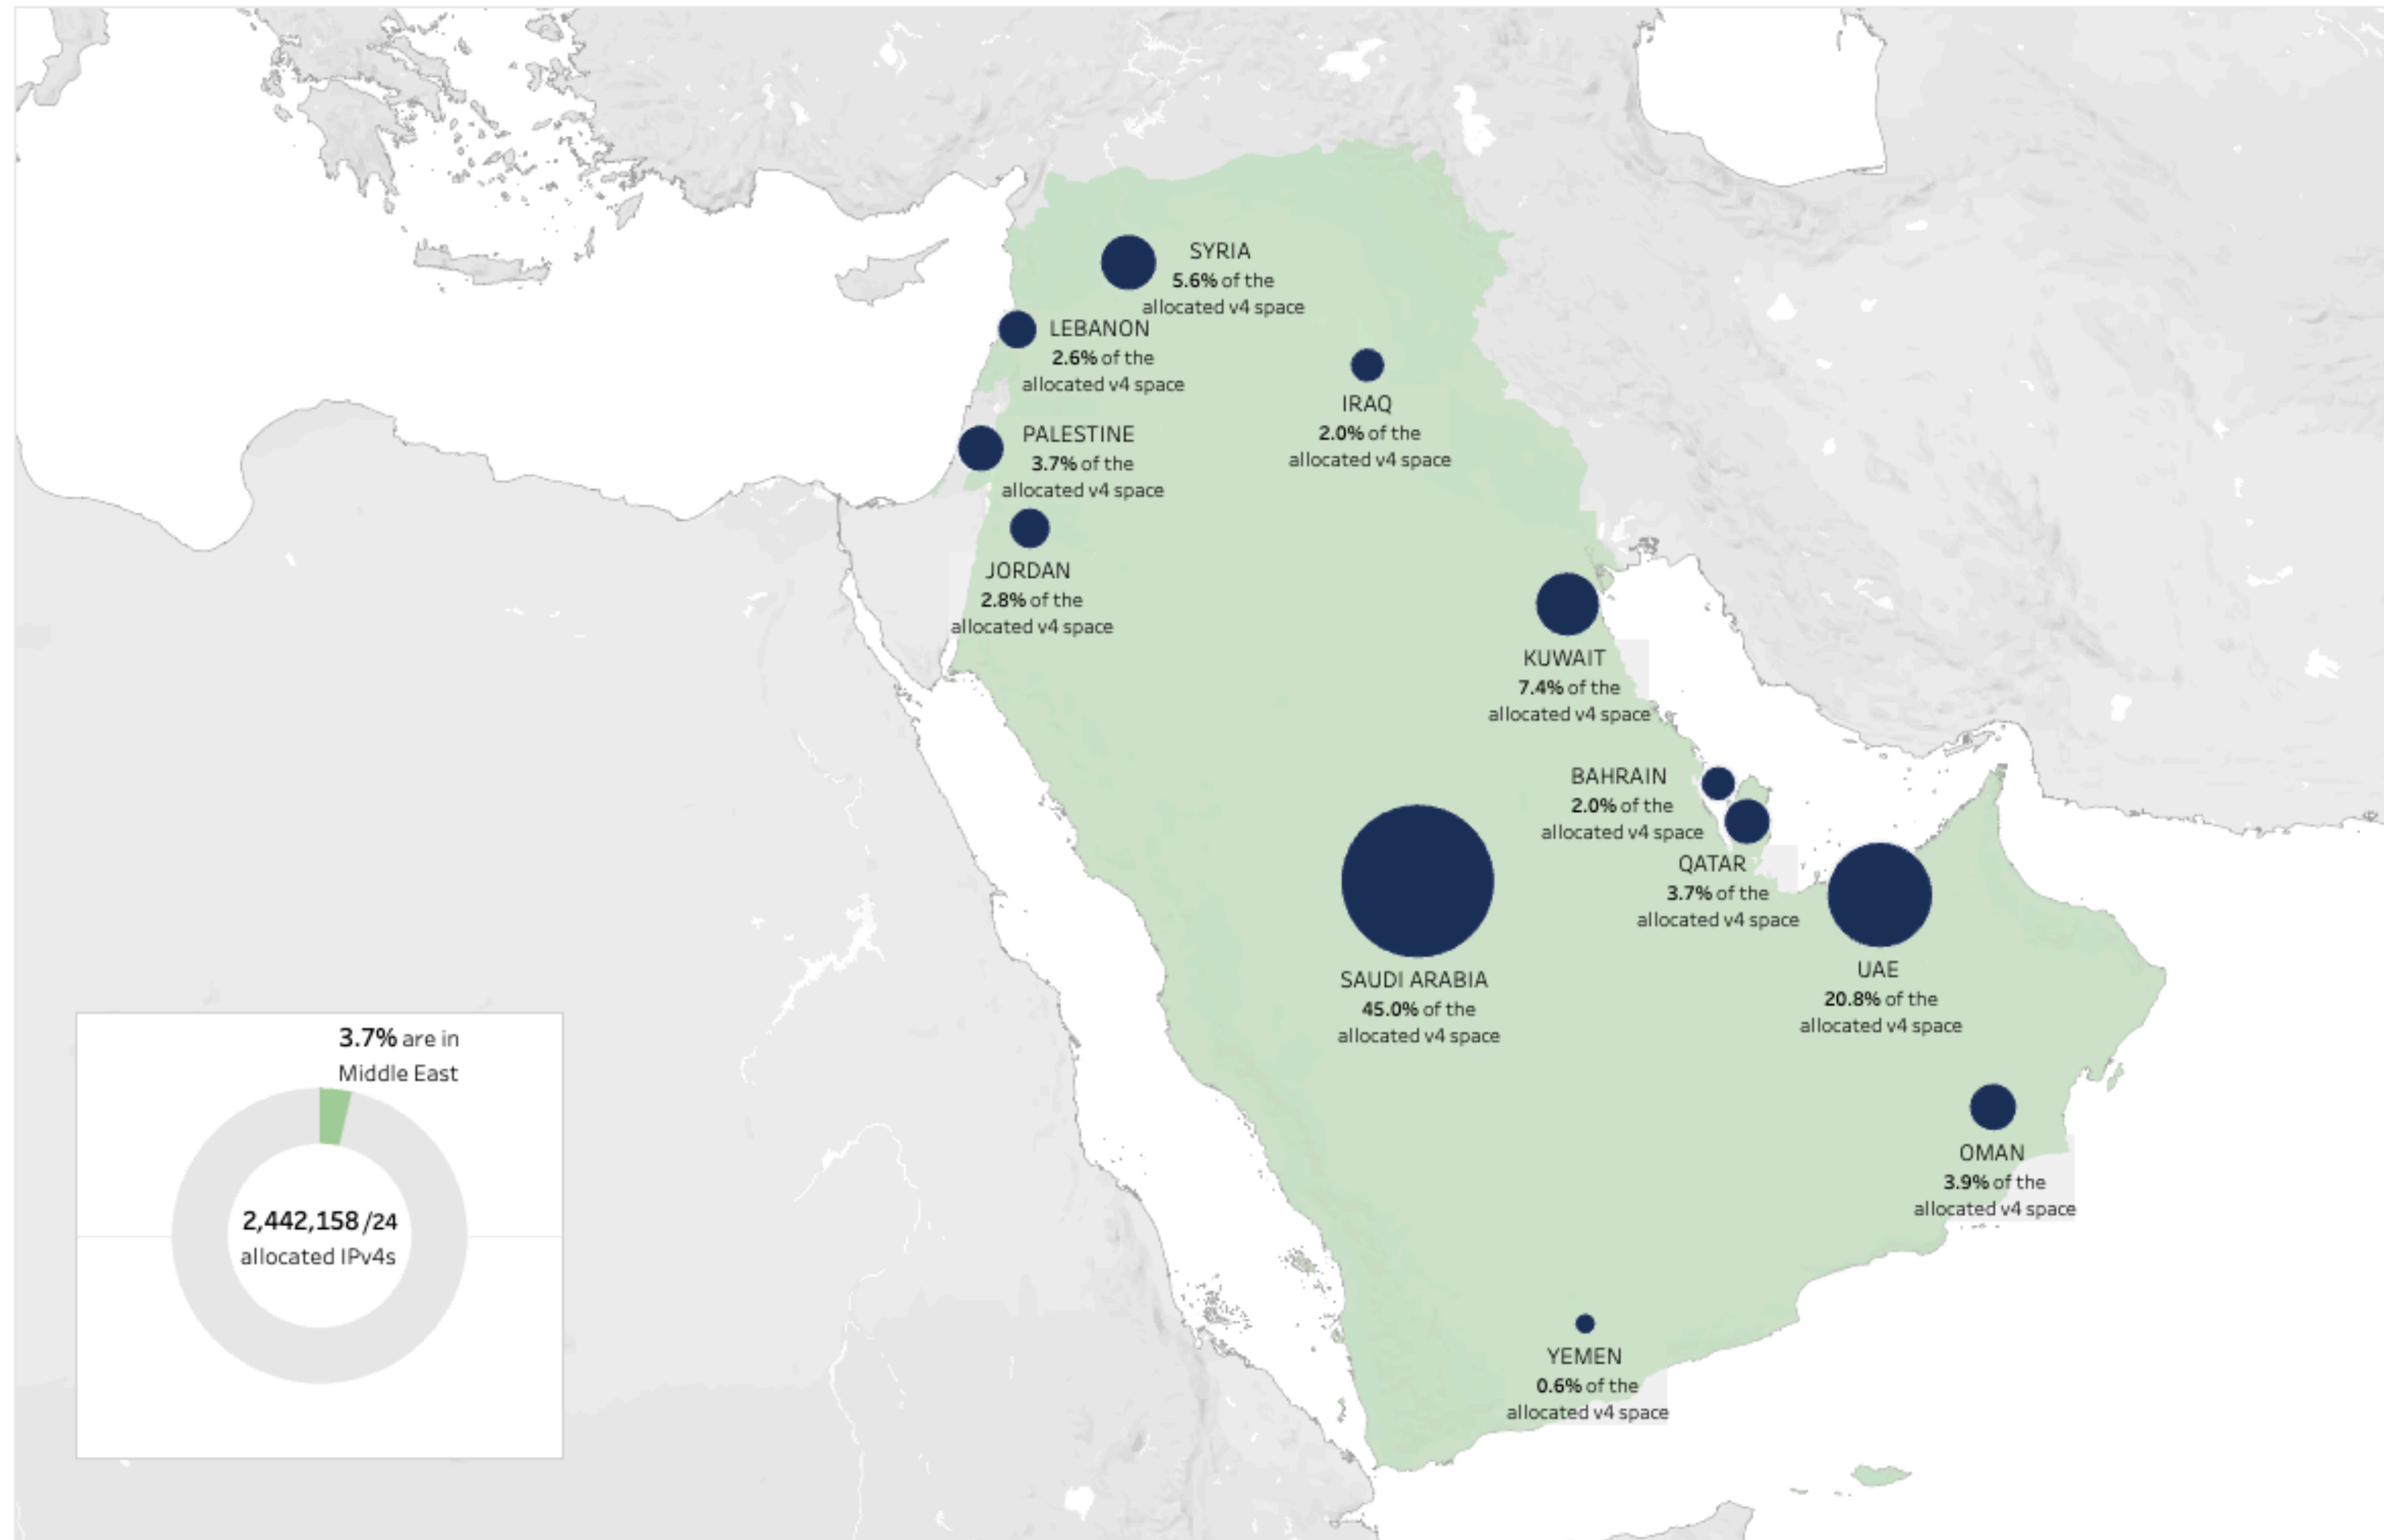 SYRIA
5.6% of the
allocated v4 space
LEBANON
2.6% of the
allocated v4 space
IRAQ
2.0% of the
allocated v4 space
PALESTINE
3.7% of the
allocated v4 space
JORDAN
2.8% of the
allocated v4 space
KUWAIT
7.4% of the
allocated v4 space
BAHRAIN
2.0% of the
allocated v4 space
QATAR
3.7% of the
allocated v4 space
SAUDI ARABIA
45.0% of the
allocated v4 space
UAE
20.8% of the
allocated v4 space
OMAN
3.9% of the
allocated v4 space
YEMEN
0.6% of the
allocated v4 space
3.7% are in
Middle East
2,442,158 /24
allocated IPv4s